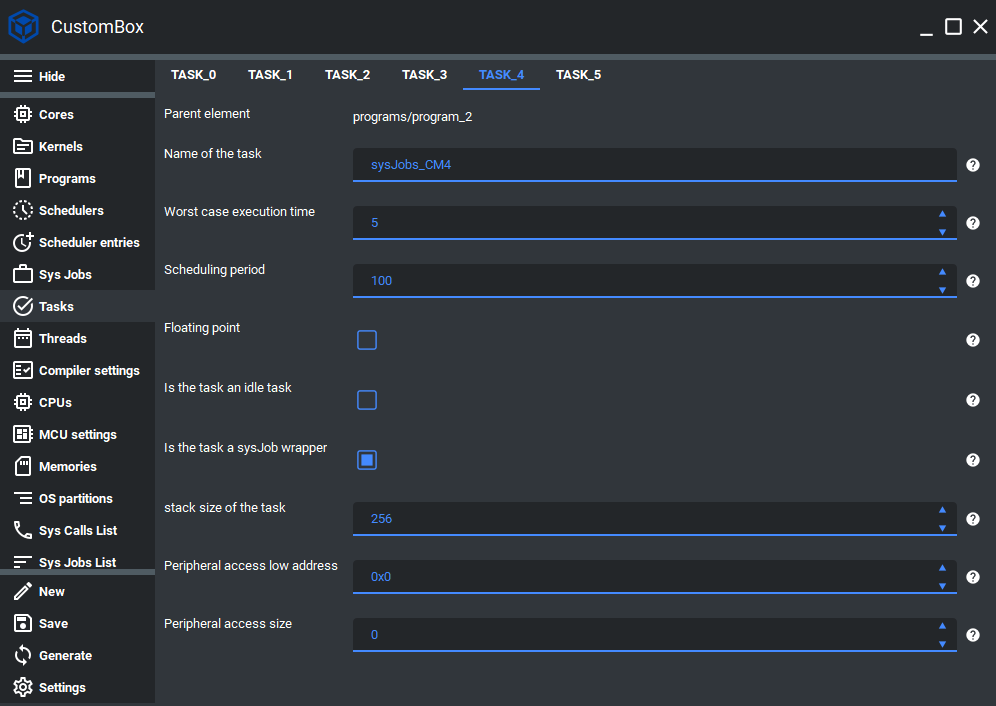 CustomBox
Hide
Cores
Kernels
Programs
Schedulers
Scheduler entries
Sys Jobs
Tasks
Threads
Compiler settings
CPUs
MCU settings
Memories
OS partitions
Sys Calls List
Sys Jobs List
New
Save
Generate
Settings
TASK_0 TASK_1 TASK_2 TASK_3 TASK_4 TASK_5
Parent element programs/program_2
Name of the task sysJobs_CM4
Worst case execution time 5
Scheduling period 100
Floating point
Is the task an idle task
Is the task a sysJob wrapper
stack size of the task 256
Peripheral access low address 0x0
Peripheral access size 0